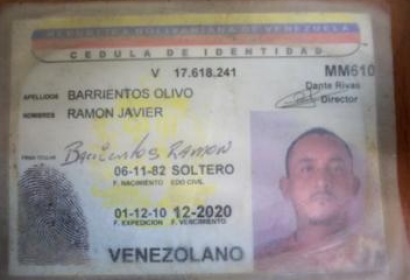 REPUBLICA BOLIVARIANA DE VENEZUELA
CEDULA DE IDENTIDAD
V 17.618.241
MM610
Dante Rivas
Director
APELLIDOS BARRIENTOS OLIVO
NOMBRES RAMON JAVIER
FIRMA TITULAR Barrientos RAMON
06-11-82 SOLTERO
F. NACIMIENTO EDO CIVIL
01-12-10 12-2020
F. EXPEDICION F. VENCIMIENTO
VENEZOLANO